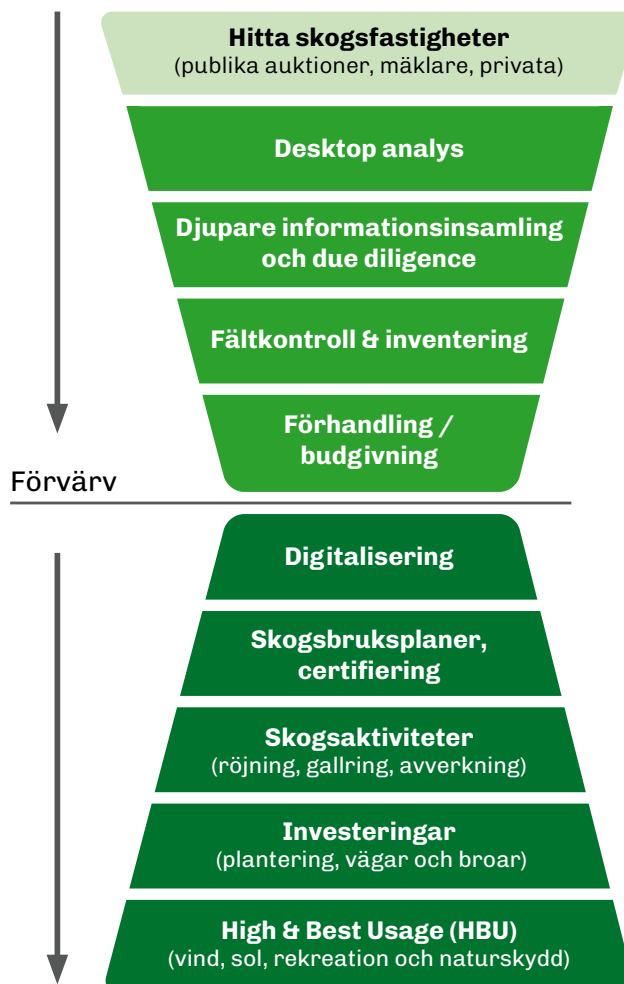 Hitta skogsfastigheter
(publika auktioner, mäklare, privata)
Desktop analys
Djupare informationsinsamling
och due diligence
Fältkontroll & inventering
Förhandling /
budgivning
Förvärv
Digitalisering
Skogsbruksplaner,
certifiering
Skogsaktiviteter
(röjning, gallring, avverkning)
Investeringar
(plantering, vägar och broar)
High & Best Usage (HBU)
(vind, sol, rekreation och naturskydd)